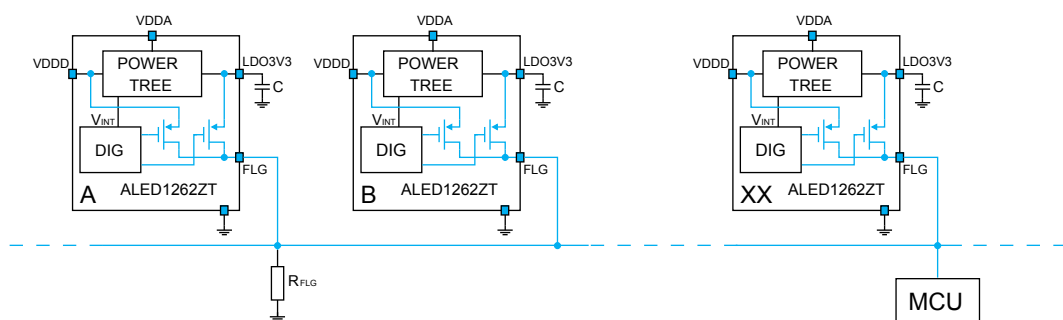 VDDA
VDDD
POWER
TREE
LDO3V3
C
VINT
DIG
FLG
A
ALED1262ZT
VDDA
VDDD
POWER
TREE
LDO3V3
C
VINT
DIG
FLG
B
ALED1262ZT
VDDA
VDDD
POWER
TREE
LDO3V3
C
VINT
DIG
FLG
XX
ALED1262ZT
RFLG
MCU